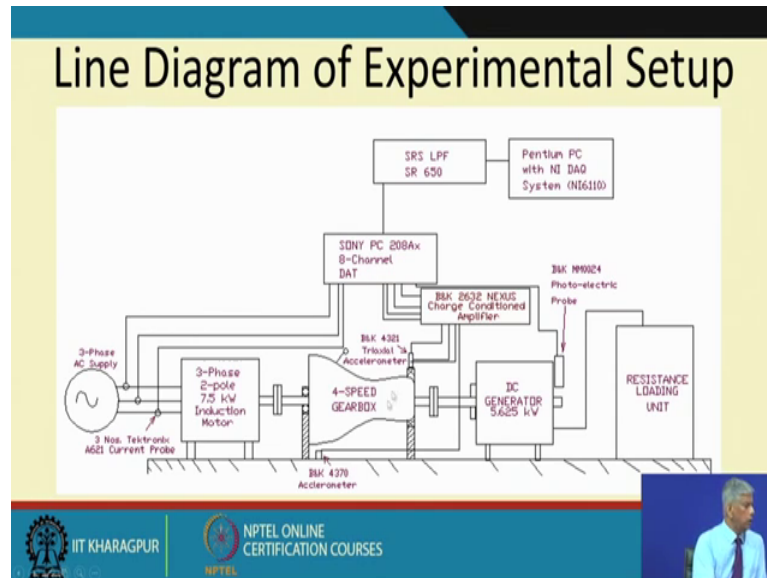 Line Diagram of Experimental Setup
SRS LPF
SR 650
Pentium PC
with NI DAQ
System (NI6110)
SONY PC 208Ax
8-Channel
DAT
B&K 2632 NEXUS
Charge Conditioned
Amplifier
B&K MM0024
Photo-electric
Probe
3-Phase
AC Supply
B&K 4321
Triaxial
Accelerometer
3-Phase
2-pole
7.5 kW
Induction
Motor
4-SPEED
GEARBOX
DC
GENERATOR
5.625 kW
RESISTANCE
LOADING
UNIT
3 Nos. Tektronix
A621 Current Probe
B&K 4370
Acclerometer
IIT KHARAGPUR
NPTEL
NPTEL ONLINE
CERTIFICATION COURSES